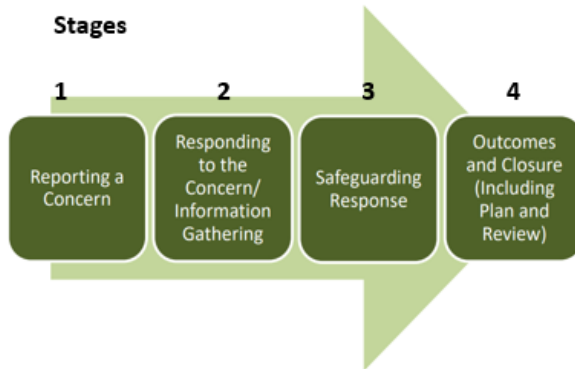 Stages
1
2
3
4
Reporting a
Concern
Responding
to the
Concern/
Information
Gathering
Safeguarding
Response
Outcomes
and Closure
(Including
Plan and
Review)